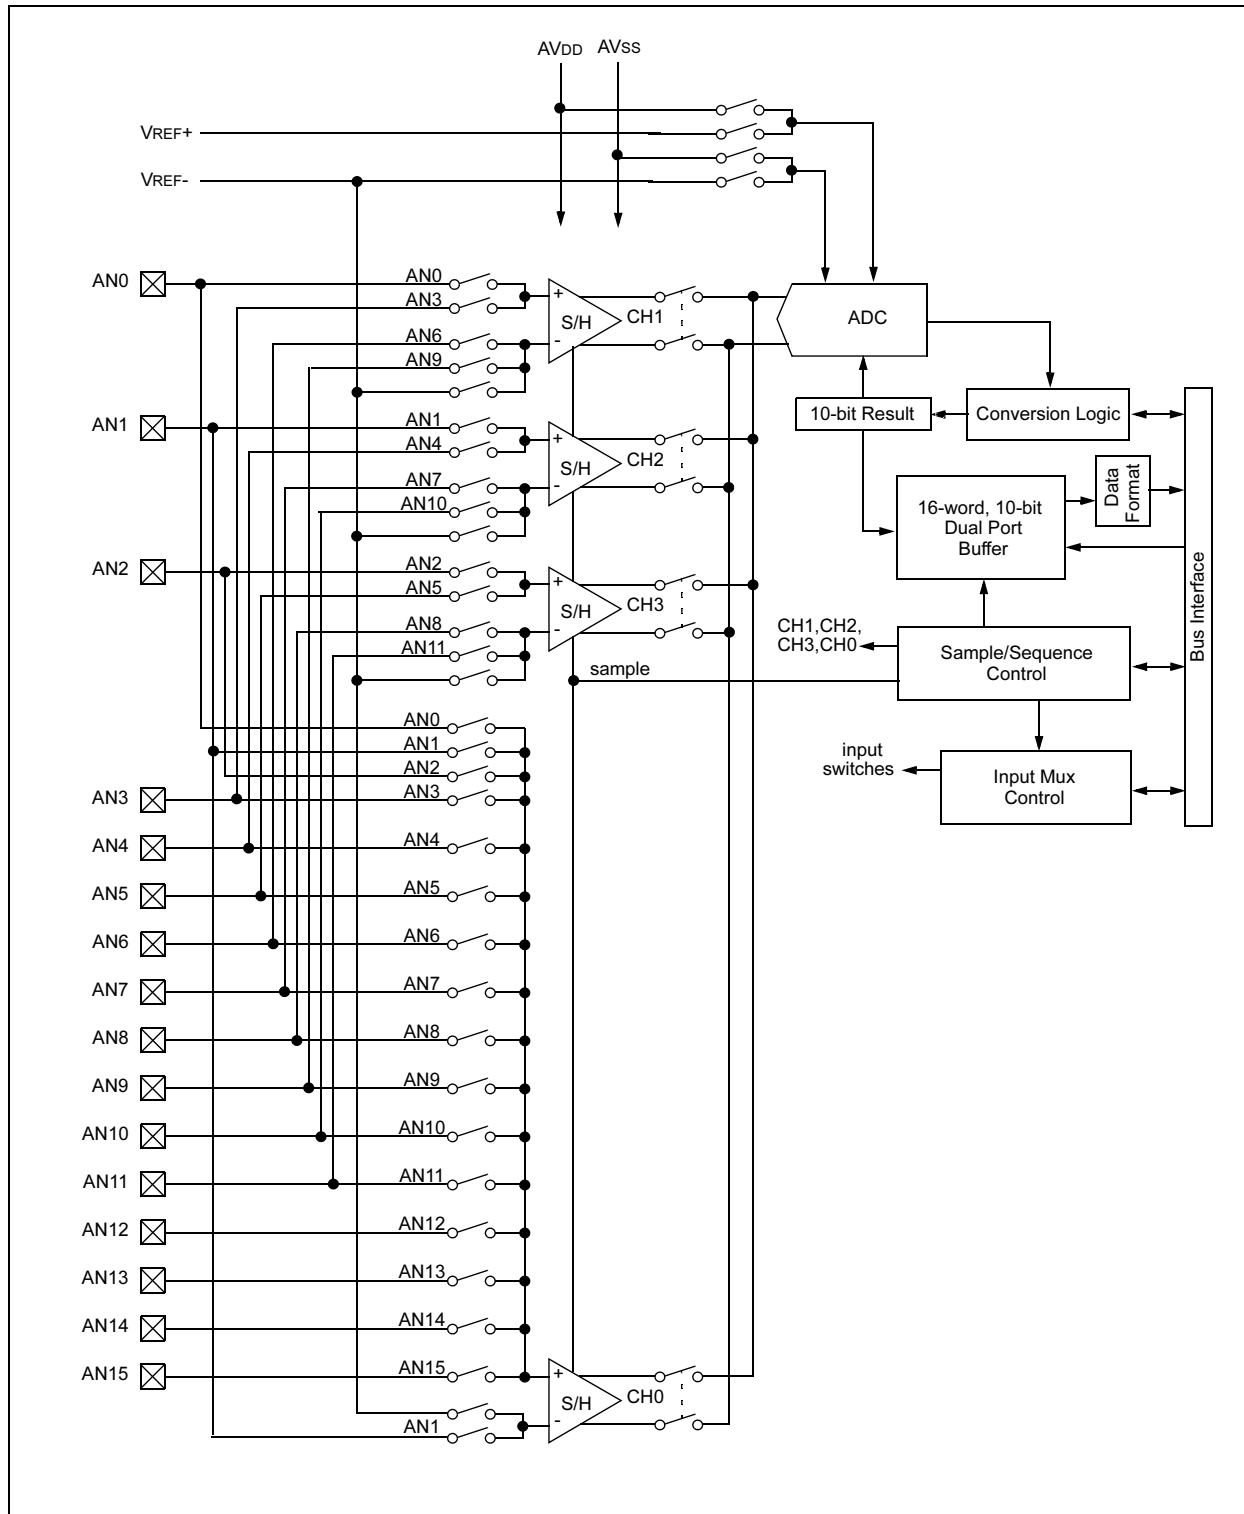 AVDD AVSS
VREF+
VREF-
AN0
AN0
AN3
AN6
AN9
+
-
S/H
CH1
ADC
10-bit Result
Conversion Logic
AN1
AN1
AN4
AN7
AN10
+
-
S/H
CH2
16-word, 10-bit
Dual Port
Buffer
Data
Format
Bus Interface
AN2
AN2
AN5
AN8
AN11
+
-
S/H
CH3
CH1,CH2,
CH3,CH0
Sample/Sequence
Control
sample
input
switches
Input Mux
Control
AN0
AN1
AN2
AN3
AN3
AN4
AN4
AN5
AN5
AN6
AN6
AN7
AN7
AN8
AN8
AN9
AN9
AN10
AN10
AN11
AN11
AN12
AN12
AN13
AN13
AN14
AN14
AN15
AN15
AN1
+
-
S/H
CH0